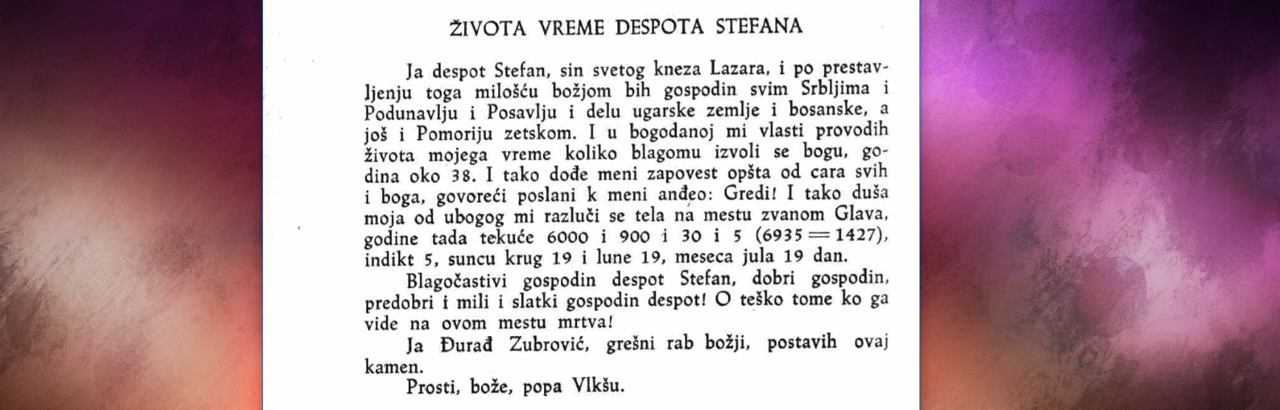 ŽIVOTA VREME DESPOTA STEFANA
Ja despot Stefan, sin svetog kneza Lazara, i po prestav-
ljenju toga milošću božjom bih gospodin svim Srbljima i
Podunavlju i Posavlju i delu ugarske zemlje i bosanske, a
još i Pomoriju zetskom. I u bogodanoj mi vlasti provodih
života mojega vreme koliko blagomu izvoli se bogu, go-
dina oko 38. I tako dođe meni zapovest opšta od cara svih
i boga, govoreći poslani k meni anđeo: Gredi! I tako duša
moja od ubogog mi razluči se tela na mestu zvanom Glava,
godine tada tekuće 6000 i 900 i 30 i 5 (6935 = 1427),
indikt 5, suncu krug 19 i lune 19, meseca jula 19 dan.
Blagočastivi gospodin despot Stefan, dobri gospodin,
predobri i mili i slatki gospodin despot! O teško tome ko ga
vide na ovom mestu mrtva!
Ja Đurađ Zubrović, grešni rab božji, postavih ovaj
kamen.
Prosti, bože, popa Vlkšu.